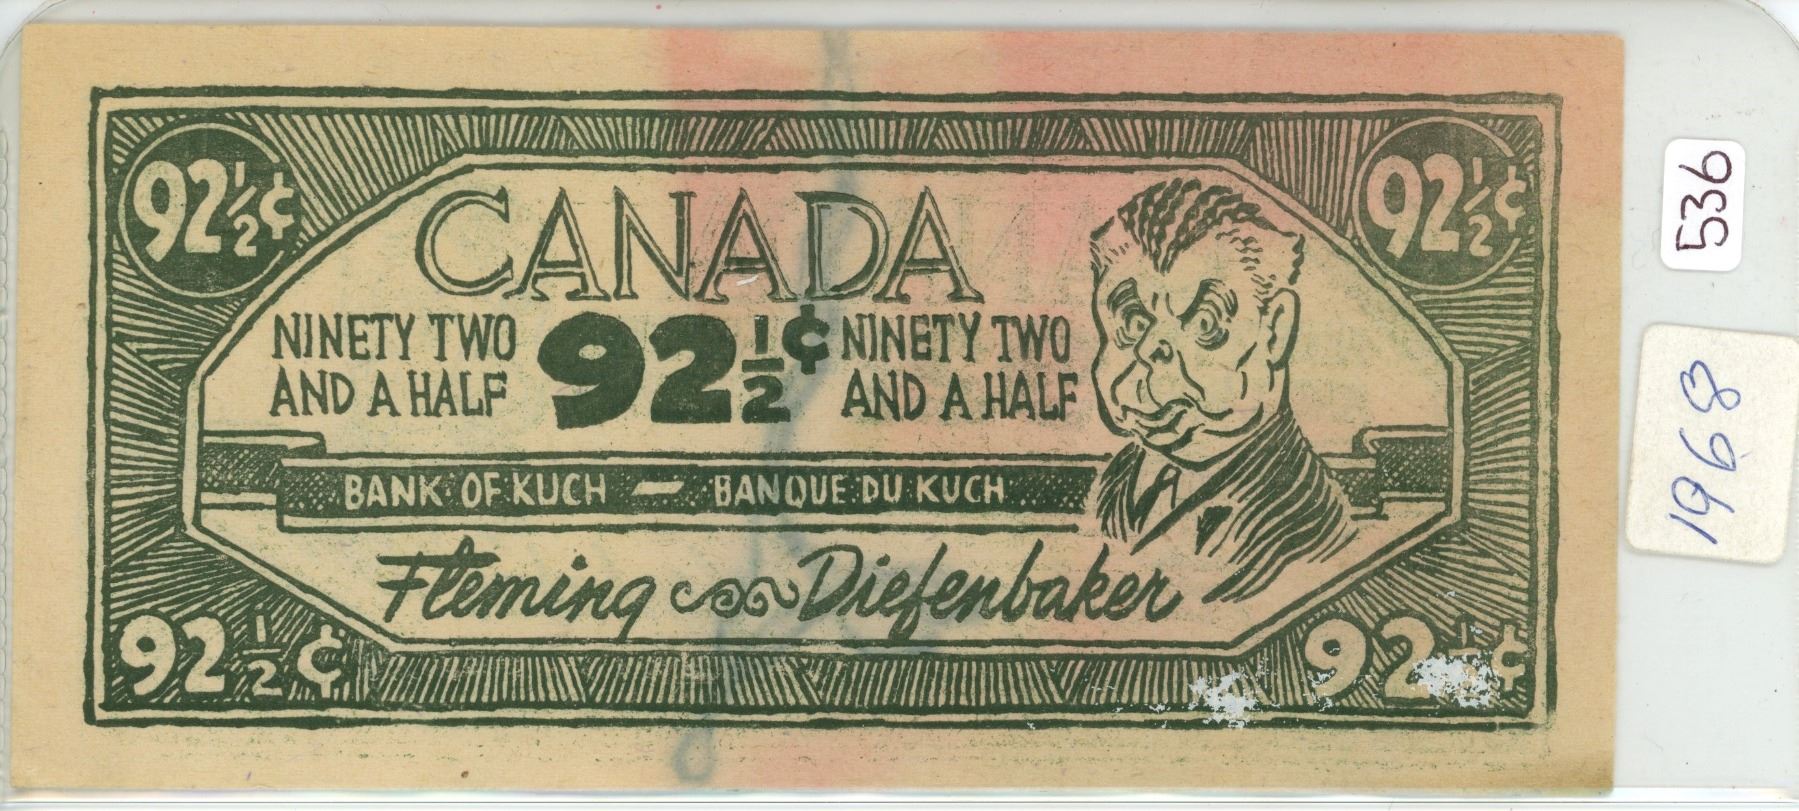 92½¢ 92½¢
CANADA
NINETY TWO 92½¢ NINETY TWO
AND A HALF AND A HALF
BANK OF KUCH — BANQUE DU KUCH
Fleming Diefenbaker
92½¢ 92½¢
536
1968